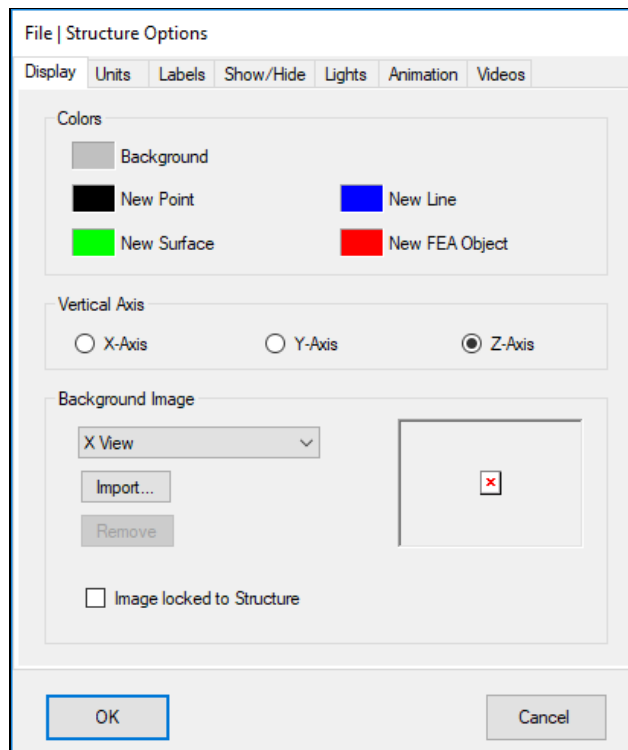 File | Structure Options
Display Units Labels Show/Hide Lights Animation Videos
Colors
Background
New Point New Line
New Surface New FEA Object
Vertical Axis
X-Axis Y-Axis Z-Axis
Background Image
X View
Import...
Remove
Image locked to Structure
OK Cancel